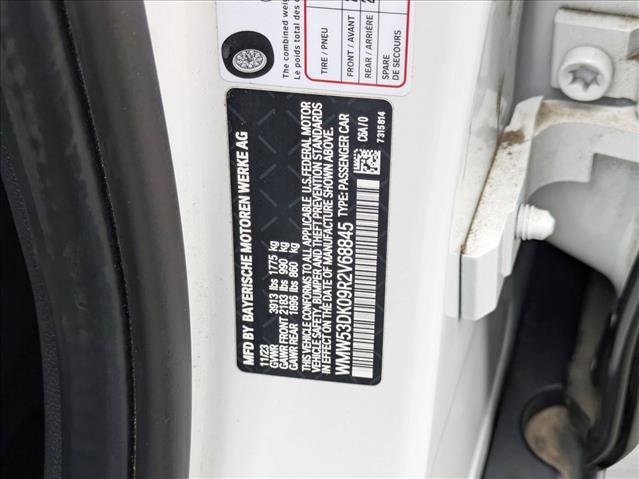 The combined weight
Le poids total des
TIRE / PNEU
FRONT / AVANT
REAR / ARRIÈRE
SPARE
DE SECOURS
MFD BY BAYERISCHE MOTOREN WERKE AG
11/23
GVWR 3913 lbs 1775 kg
GAWR FRONT 2183 lbs 990 kg
GAWR REAR 1896 lbs 860 kg
THIS VEHICLE CONFORMS TO ALL APPLICABLE U.S. FEDERAL MOTOR
VEHICLE SAFETY, BUMPER, AND THEFT PREVENTION STANDARDS
IN EFFECT ON THE DATE OF MANUFACTURE SHOWN ABOVE.
WMW53DK09R2V68845 TYPE: PASSENGER CAR
C6A/0
7315814